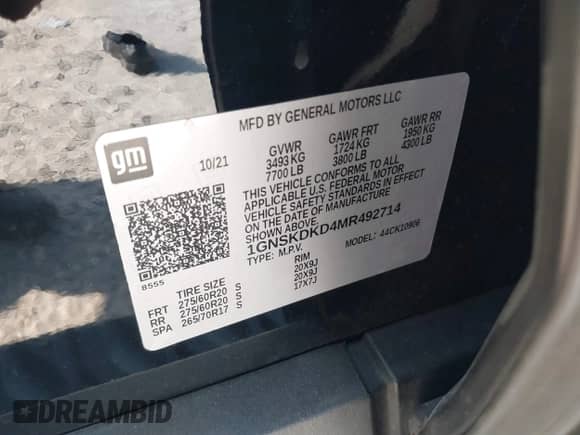 MFD BY GENERAL MOTORS LLC
gm
10/21
GVWR GAWR FRT GAWR RR
3493 KG 1724 KG 1950 KG
7700 LB 3800 LB 4300 LB
THIS VEHICLE CONFORMS TO ALL
APPLICABLE U.S. FEDERAL MOTOR
VEHICLE SAFETY STANDARDS IN EFFECT
ON THE DATE OF MANUFACTURE
SHOWN ABOVE.
1GNSKDKD4MR492714
TYPE: M.P.V. MODEL: 44CK10906
8555
TIRE SIZE RIM
FRT 275/60R20 S 20X9J
RR 275/60R20 S 20X9J
SPA 265/70R17 S 17X7J
DREAMBID